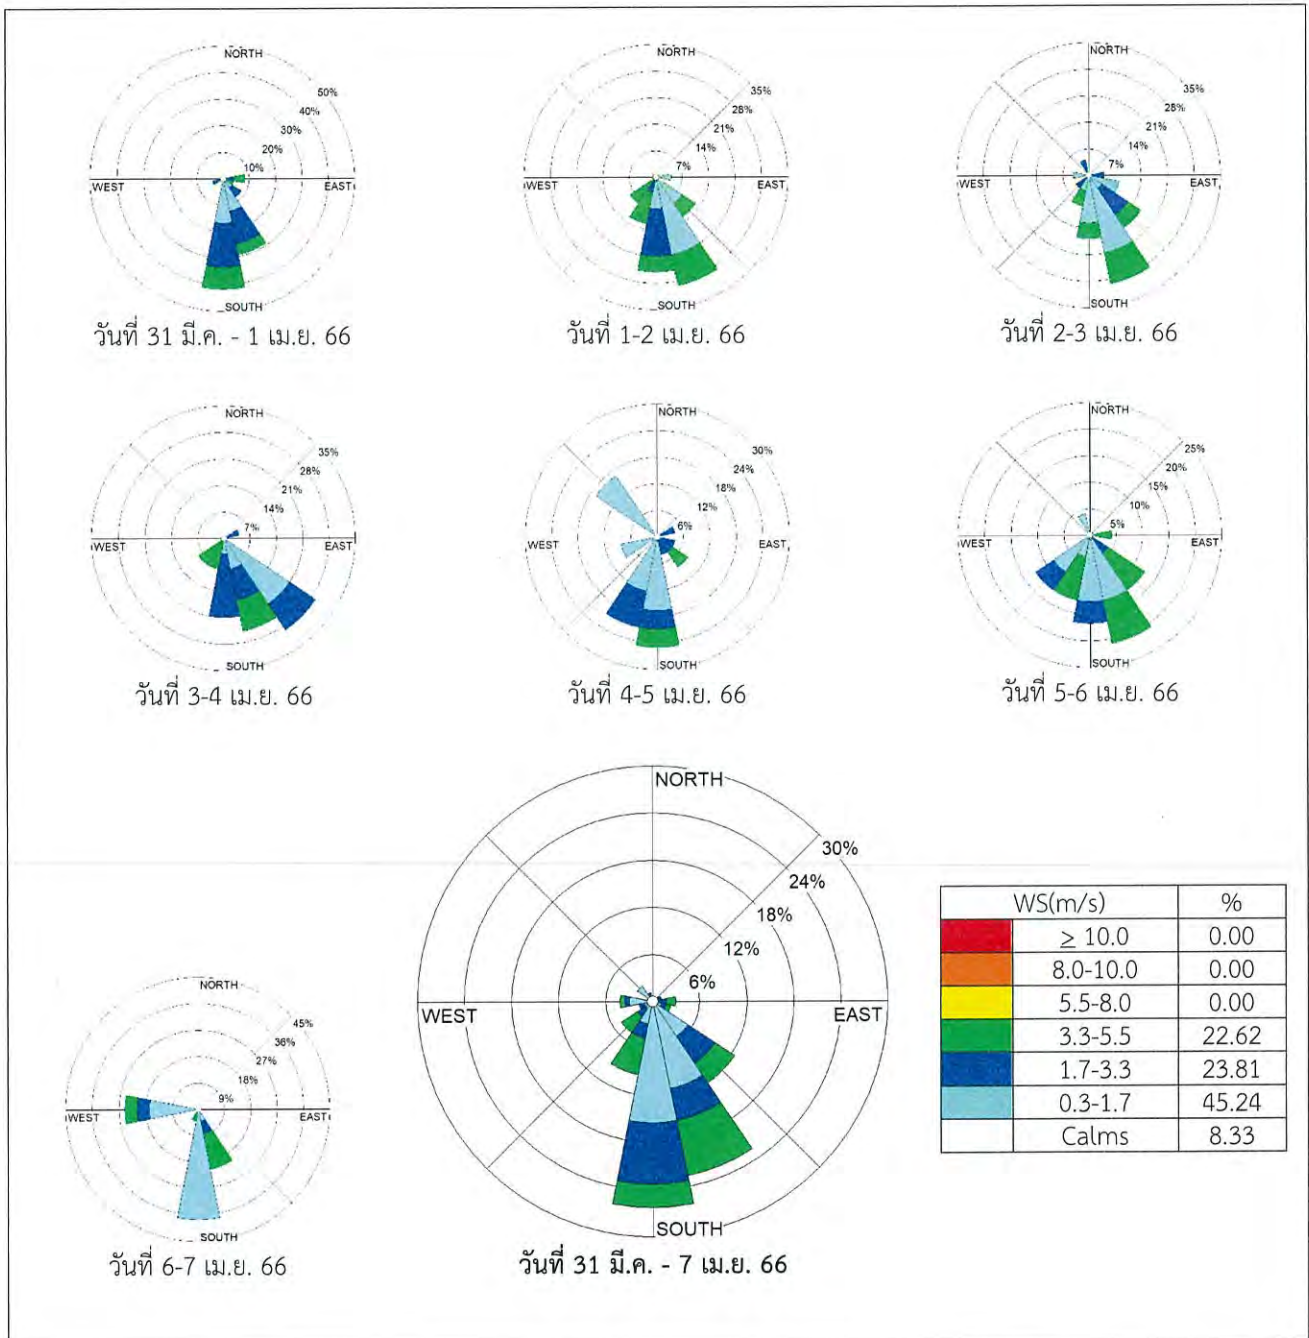 NORTH
50%
40%
30%
20%
10%
WEST
EAST
SOUTH
วันที่ 31 มี.ค. - 1 เม.ย. 66
NORTH
35%
28%
21%
14%
7%
WEST
EAST
SOUTH
วันที่ 1-2 เม.ย. 66
NORTH
35%
28%
21%
14%
7%
WEST
EAST
SOUTH
วันที่ 2-3 เม.ย. 66
NORTH
35%
28%
21%
14%
7%
WEST
EAST
SOUTH
วันที่ 3-4 เม.ย. 66
NORTH
30%
24%
18%
12%
6%
WEST
EAST
SOUTH
วันที่ 4-5 เม.ย. 66
NORTH
25%
20%
15%
10%
5%
WEST
EAST
SOUTH
วันที่ 5-6 เม.ย. 66
NORTH
45%
36%
27%
18%
9%
WEST
EAST
SOUTH
วันที่ 6-7 เม.ย. 66
NORTH
30%
24%
18%
12%
6%
WEST
EAST
SOUTH
วันที่ 31 มี.ค. - 7 เม.ย. 66
WS(m/s) %
≥ 10.0 0.00
8.0-10.0 0.00
5.5-8.0 0.00
3.3-5.5 22.62
1.7-3.3 23.81
0.3-1.7 45.24
Calms 8.33